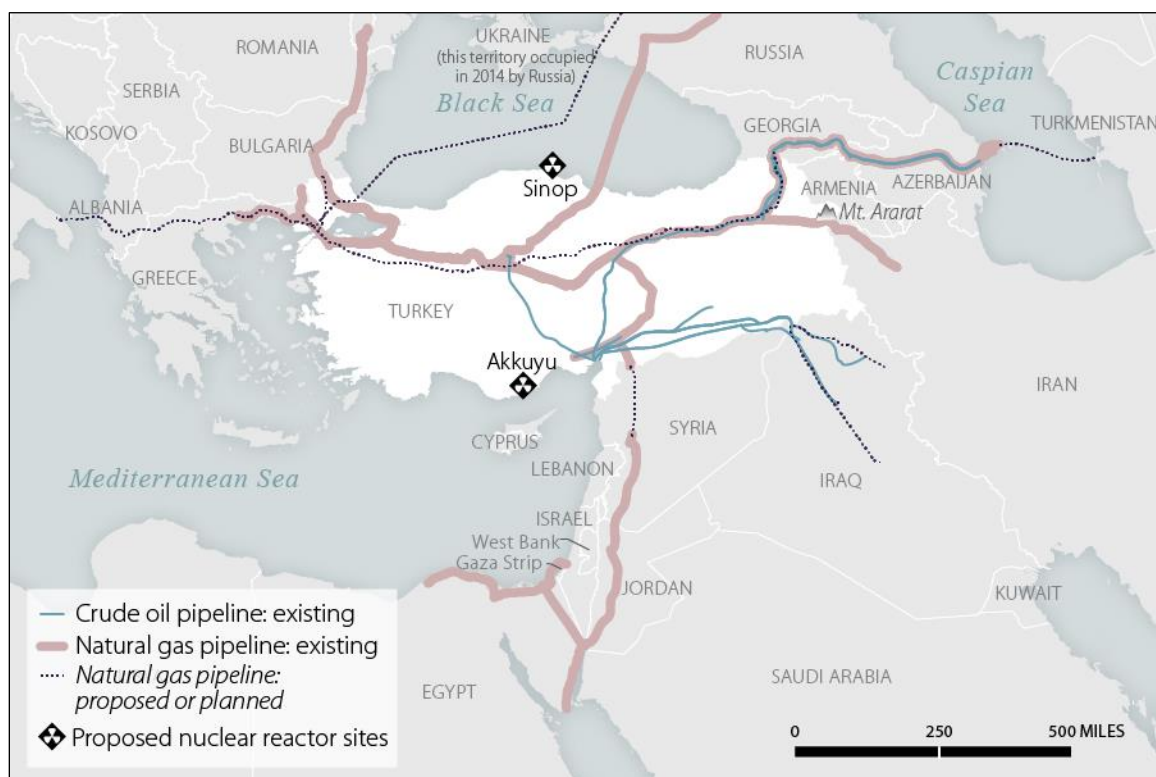 ROMANIA
UKRAINE
(this territory occupied
in 2014 by Russia)
RUSSIA
Caspian
Sea
SERBIA
Black Sea
KOSOVO
BULGARIA
GEORGIA
TURKMENISTAN
Sinop
ARMENIA
AZERBAIJAN
ALBANIA
Mt. Ararat
GREECE
TURKEY
Akkuyu
IRAN
SYRIA
CYPRUS
LEBANON
Mediterranean Sea
IRAQ
ISRAEL
West Bank
Gaza Strip
JORDAN
KUWAIT
Crude oil pipeline: existing
Natural gas pipeline: existing
Natural gas pipeline:
proposed or planned
Proposed nuclear reactor sites
EGYPT
SAUDI ARABIA
0 250 500 MILES